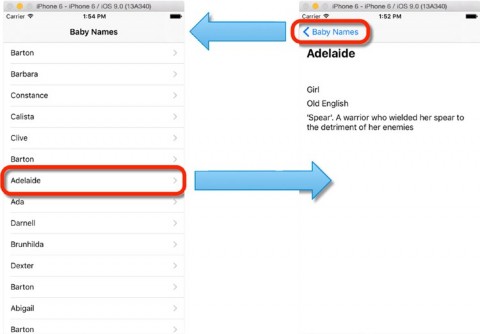 iPhone 6 - iPhone 6 / iOS 9.0 (13A340)
Carrier 1:54 PM
Baby Names
Barton
Barbara
Constance
Calista
Clive
Barton
Adelaide
Ada
Darnell
Brunhilda
Dexter
Barton
Abigail
Barton
iPhone 6 - iPhone 6 / iOS 9.0 (13A340)
Carrier 1:52 PM
Baby Names
Adelaide
Girl
Old English
'Spear'. A warrior who wielded her spear to
the detriment of her enemies